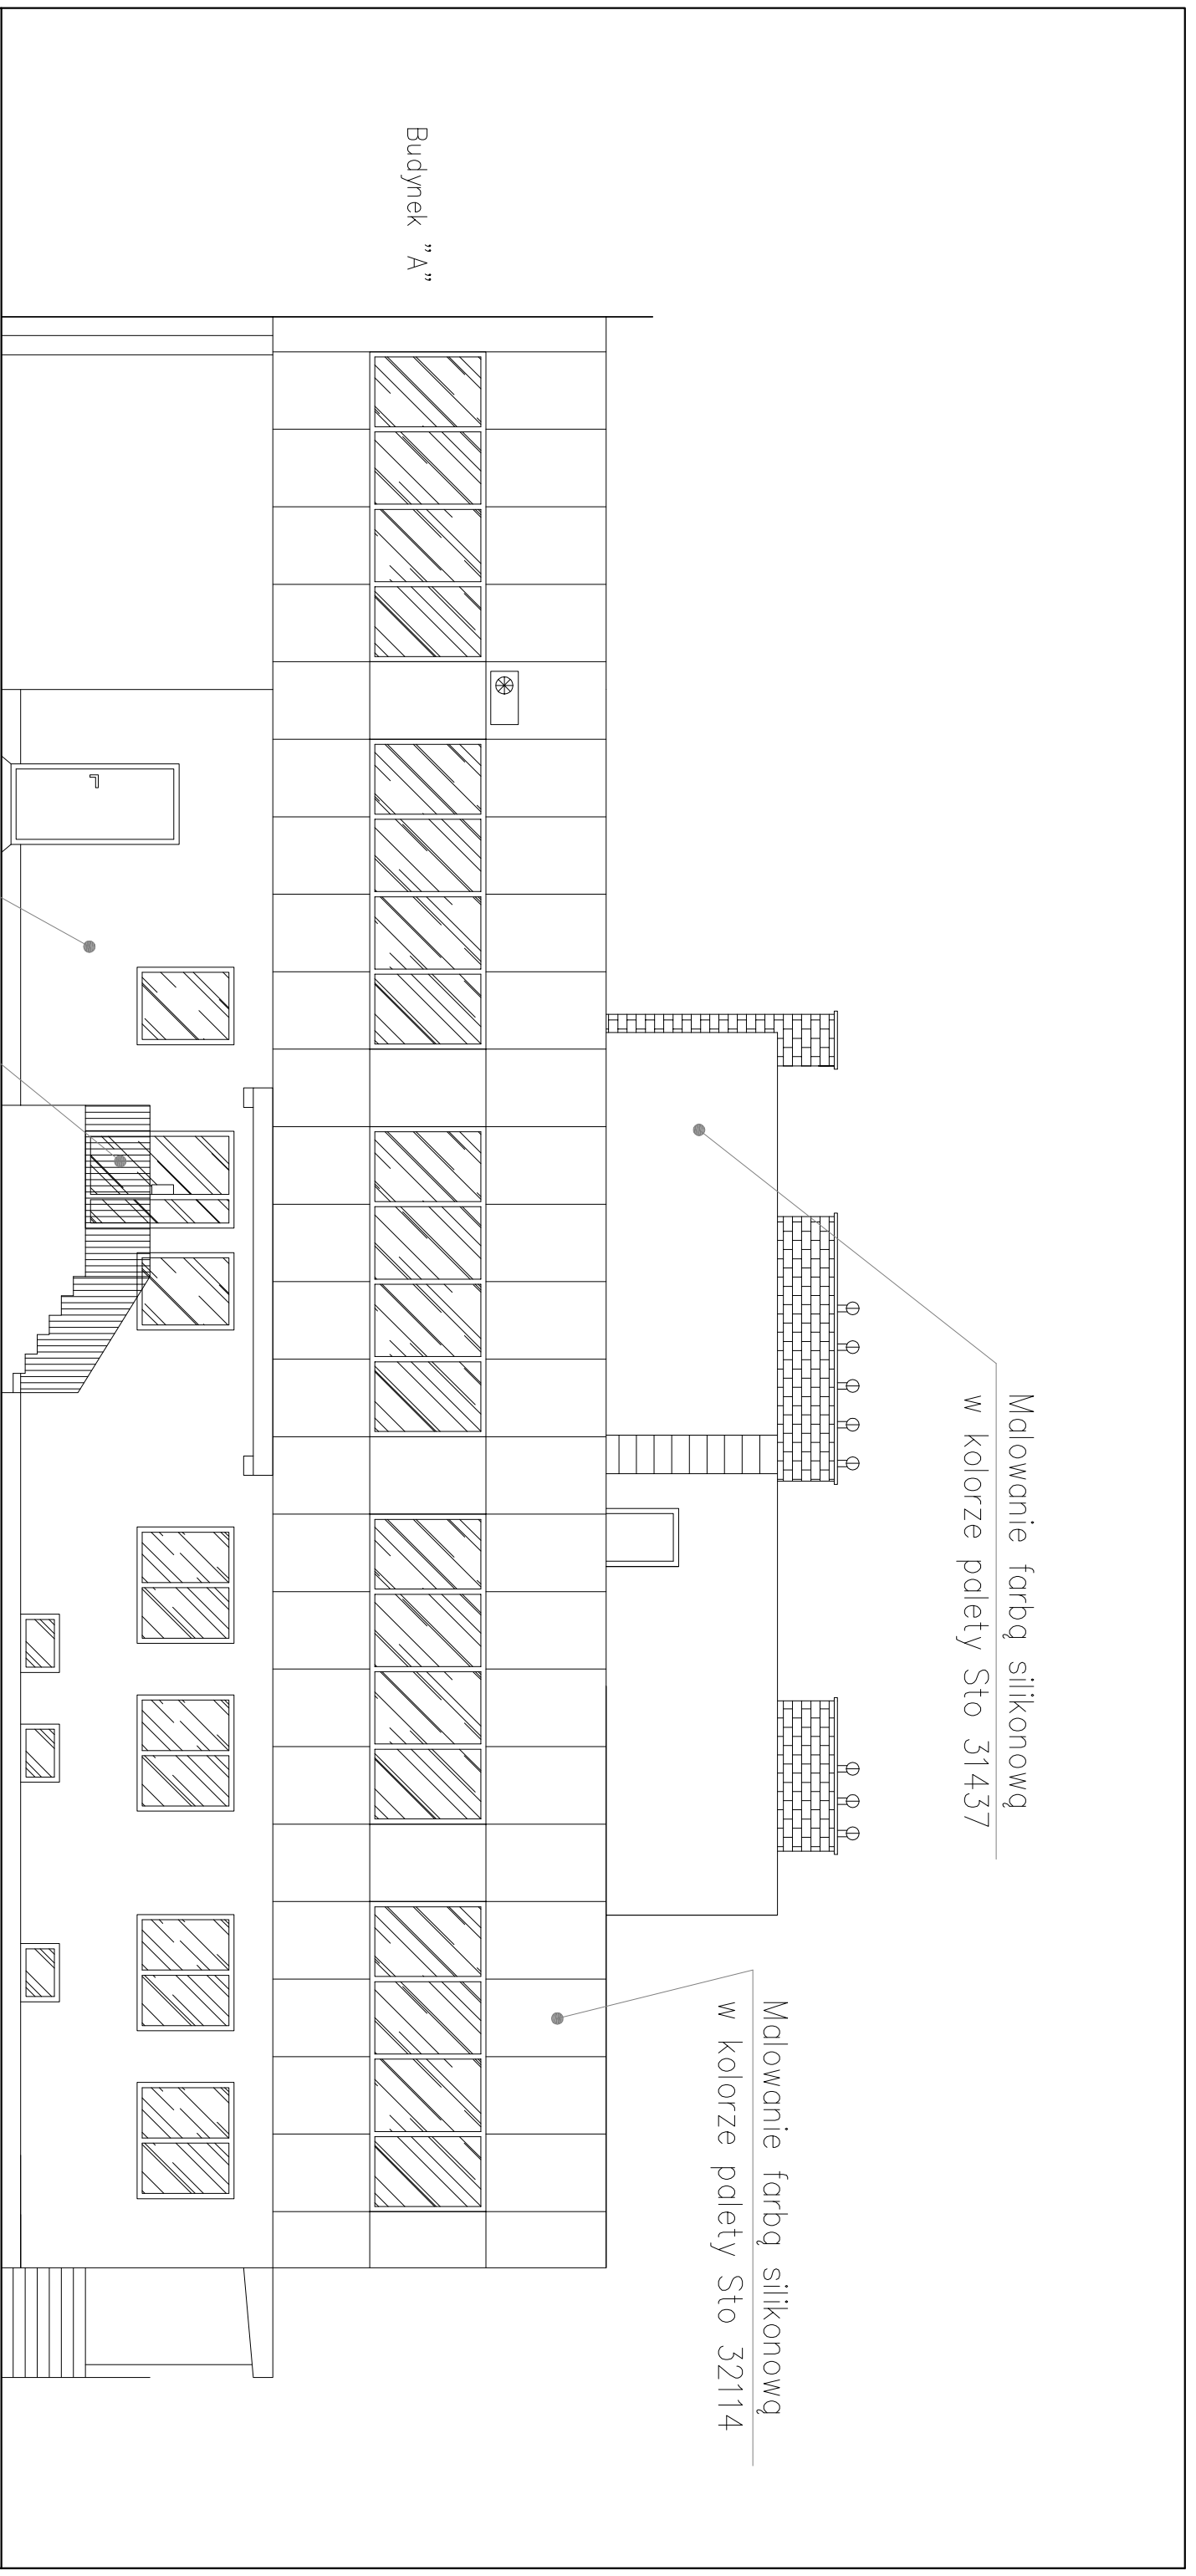 Budynek "A"
Malowanie farbą silikonową
w kolorze palety Sto 31437
Malowanie farbą silikonową
w kolorze palety Sto 32114